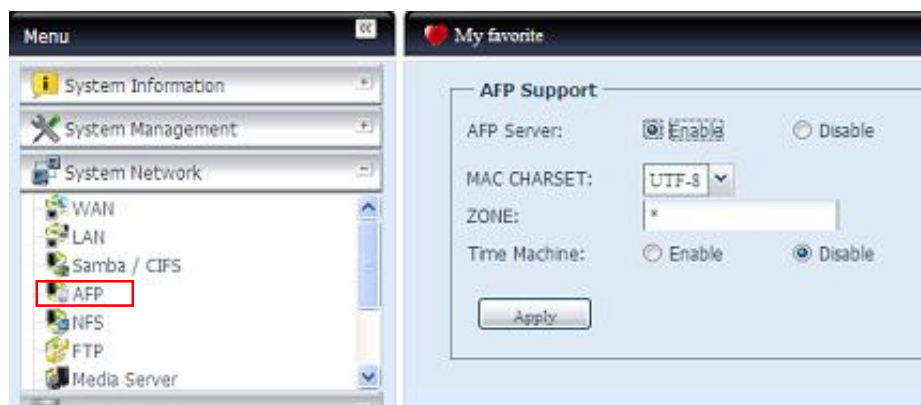 Menu
System Information
System Management
System Network
WAN
LAN
Samba / CIFS
AFP
NFS
FTP
Media Server
My favorite
AFP Support
AFP Server: Enable Disable
MAC CHARSET: UTF-8
ZONE: *
Time Machine: Enable Disable
Apply